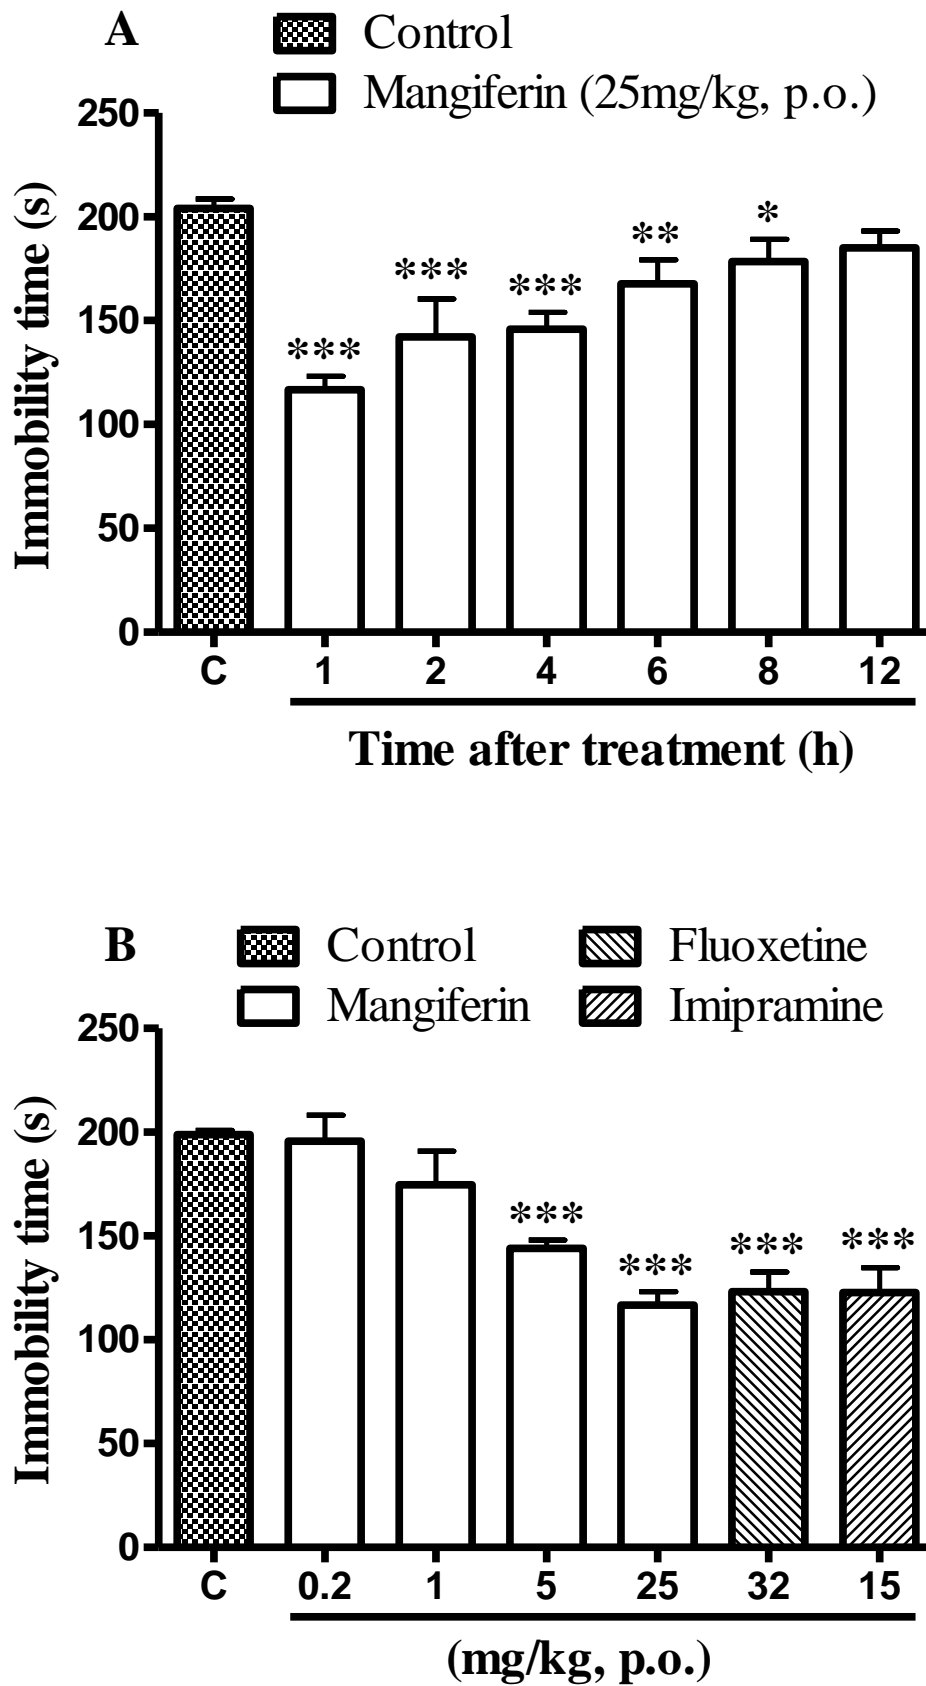 A
Control
Mangiferin (25mg/kg, p.o.)
Immobility time (s)
250
200
150
100
50
0
***
***
***
**
*
C 1 2 4 6 8 12
Time after treatment (h)
B
Control
Fluoxetine
Mangiferin
Imipramine
Immobility time (s)
250
200
150
100
50
0
***
***
***
***
C 0.2 1 5 25 32 15
(mg/kg, p.o.)